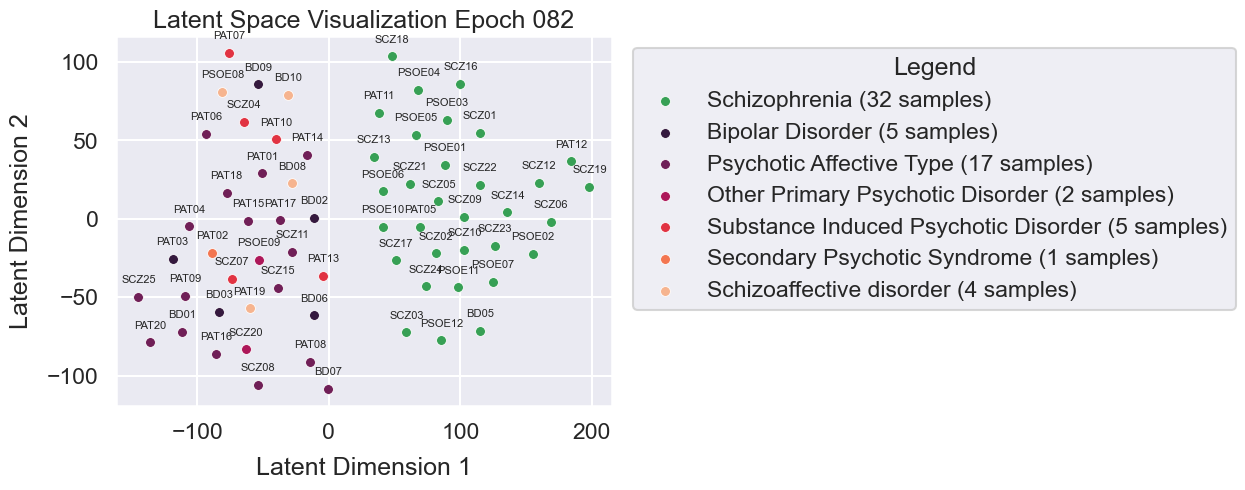 Latent Space Visualization Epoch 082
PAT07
SCZ18
BD09
SCZ16
PSOE08
BD10
PSOE04
SCZ04
PAT11
PSOE03
PAT06
PAT10
PSOE05
SCZ01
PAT14
SCZ13
PAT01
PSOE01
PAT12
BD08
SCZ21
SCZ22
SCZ12
SCZ19
PAT18
PSOE06
SCZ05
PAT04
PAT15
PAT17
BD02
PSOE10
PAT05
SCZ09
SCZ14
SCZ06
PAT03
PAT02
PSOE09
SCZ11
SCZ17
SCZ02
SCZ10
SCZ23
PSOE02
SCZ25
PAT09
SCZ07
SCZ15
PAT13
SCZ24
PSOE11
PSOE07
BD03
PAT19
BD06
BD01
PAT20
PAT16
SCZ20
SCZ03
PSOE12
BD05
SCZ08
PAT08
BD07
100
50
0
−50
−100
−100
0
100
200
Latent Dimension 1
Latent Dimension 2
Legend
Schizophrenia (32 samples)
Bipolar Disorder (5 samples)
Psychotic Affective Type (17 samples)
Other Primary Psychotic Disorder (2 samples)
Substance Induced Psychotic Disorder (5 samples)
Secondary Psychotic Syndrome (1 samples)
Schizoaffective disorder (4 samples)